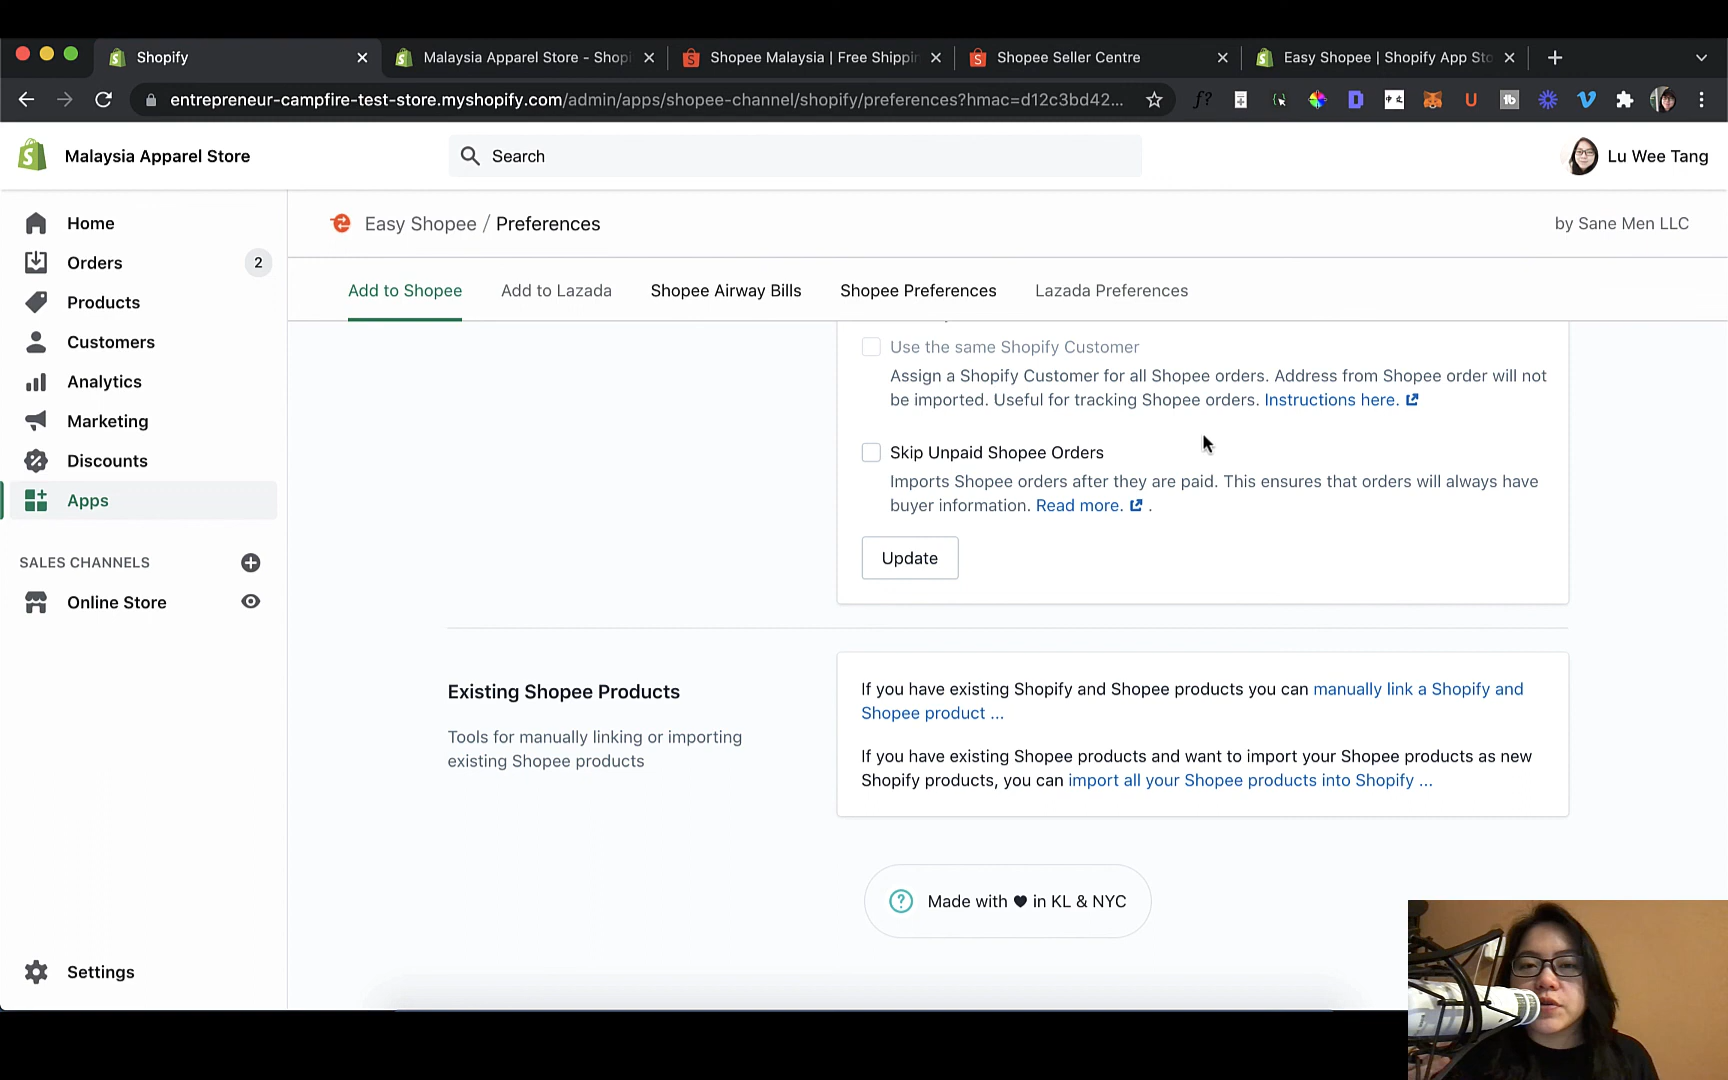 Shopify
Malaysia Apparel Store - Shopi
Shopee Malaysia | Free Shippin
Shopee Seller Centre
Easy Shopee | Shopify App Sto
entrepreneur-campfire-test-store.myshopify.com/admin/apps/shopee-channel/shopify/preferences?hmac=d12c3bd42...
Malaysia Apparel Store
Search
Lu Wee Tang
Home
Orders
2
Products
Customers
Analytics
Marketing
Discounts
Apps
SALES CHANNELS
Online Store
Settings
Easy Shopee / Preferences
by Sane Men LLC
Add to Shopee
Add to Lazada
Shopee Airway Bills
Shopee Preferences
Lazada Preferences
Use the same Shopify Customer
Assign a Shopify Customer for all Shopee orders. Address from Shopee order will not
be imported. Useful for tracking Shopee orders. Instructions here.
Skip Unpaid Shopee Orders
Imports Shopee orders after they are paid. This ensures that orders will always have
buyer information. Read more. .
Update
Existing Shopee Products
Tools for manually linking or importing
existing Shopee products
If you have existing Shopify and Shopee products you can manually link a Shopify and
Shopee product ...
If you have existing Shopee products and want to import your Shopee products as new
Shopify products, you can import all your Shopee products into Shopify ...
Made with ♥ in KL & NYC